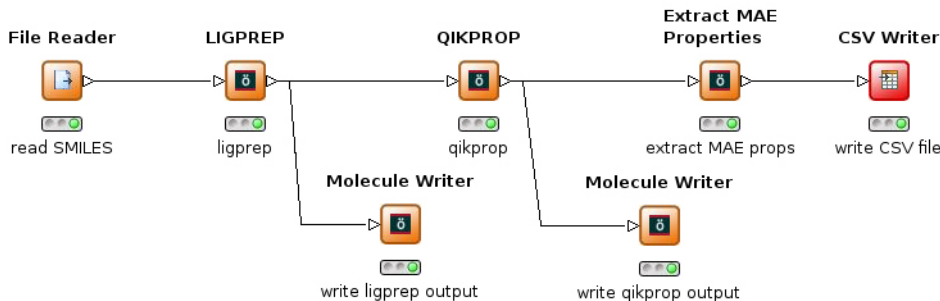 File Reader
LIGPREP
QIKPROP
Extract MAE
Properties
CSV Writer
ö
ö
ö
read SMILES
ligprep
qikprop
extract MAE props
write CSV file
Molecule Writer
Molecule Writer
ö
ö
write ligprep output
write qikprop output